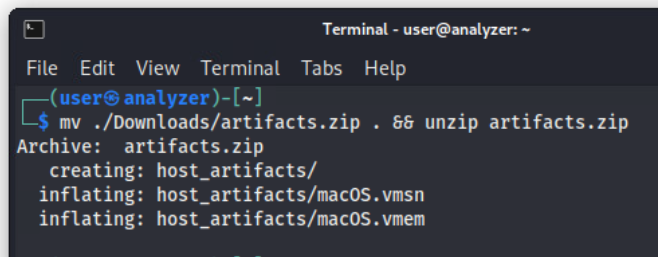 Terminal - user@analyzer: ~
File Edit View Terminal Tabs Help
┌──(user㉿analyzer)-[~]
└─$ mv ./Downloads/artifacts.zip . && unzip artifacts.zip
Archive:  artifacts.zip
   creating: host_artifacts/
  inflating: host_artifacts/macOS.vmsn
  inflating: host_artifacts/macOS.vmem